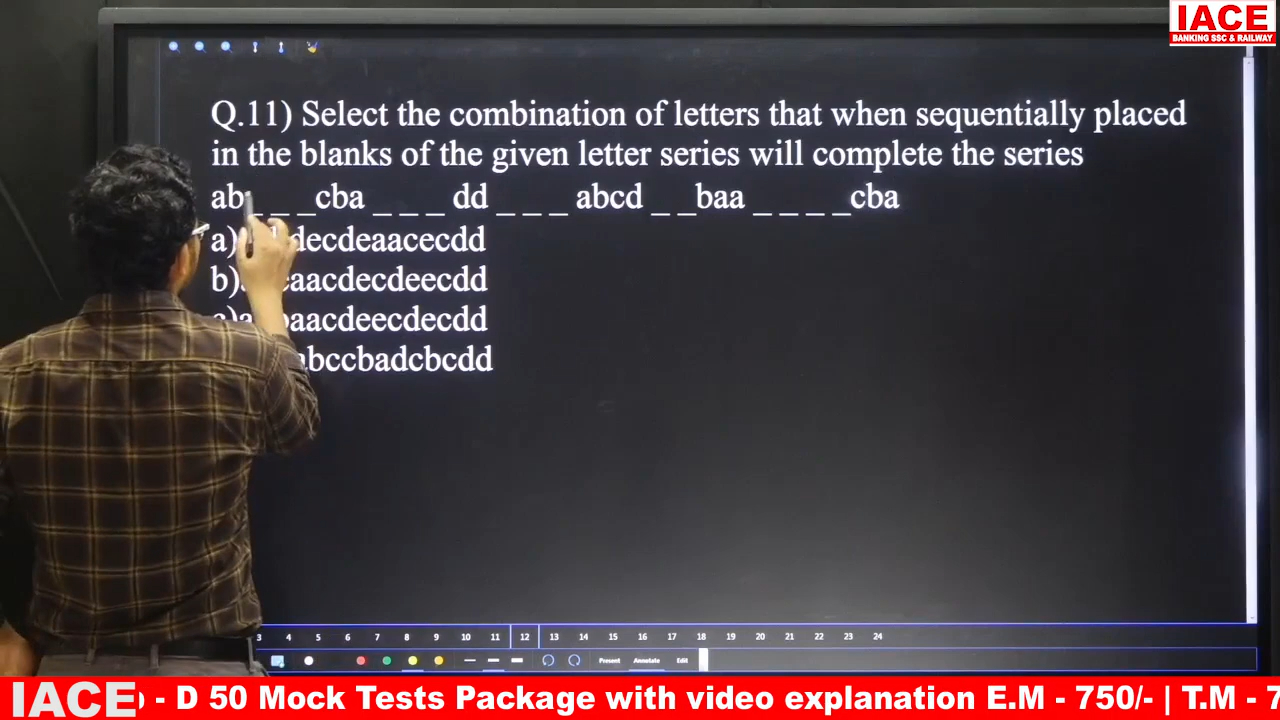 IACE
BANKING SSC & RAILWAY
Q.11) Select the combination of letters that when sequentially placed
in the blanks of the given letter series will complete the series
ab _ _ _cba _ _ _ dd _ _ _ abcd _ _baa _ _ _ _cba
a) decdeaacecdd
b) caacdecdeecdd
aacdeecdecdd
bccbadcbcdd
3 4 5 6 7 8 9 10 11 12 13 14 15 16 17 18 19 20 21 22 23 24
Present Annotate Edit
IACE - D 50 Mock Tests Package with video explanation E.M - 750/- | T.M - 7